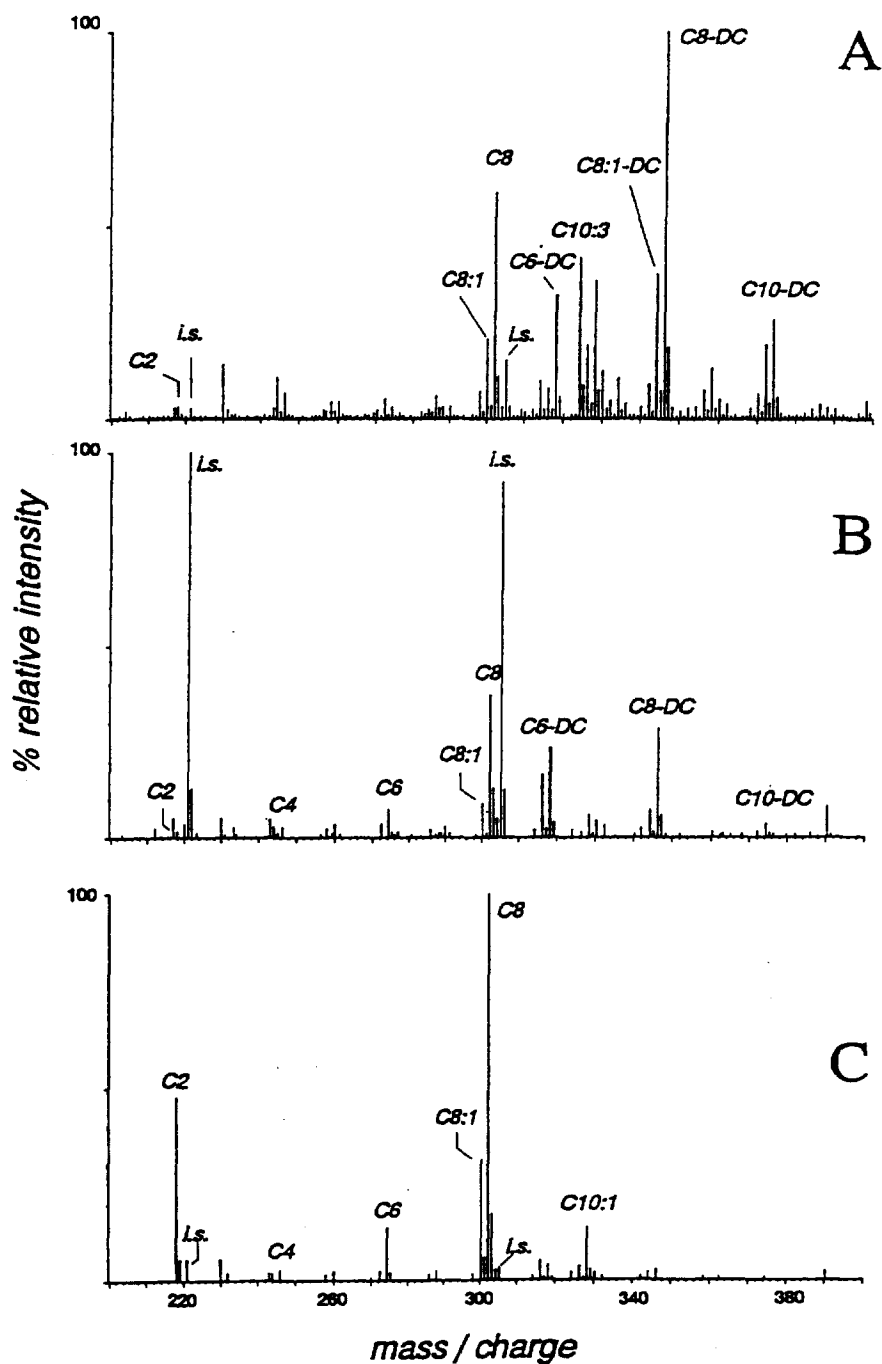 100
A
C8-DC
C8
C8:1-DC
C10:3
C6-DC
C8:1
C10-DC
i.s.
i.s.
C2
100
i.s.
i.s.
B
C8
C6-DC
C8-DC
C8:1
C6
C2
C4
C10-DC
% relative intensity
100
C8
C
C2
C8:1
C6
C10:1
i.s.
C4
i.s.
220
300
340
380
mass / charge